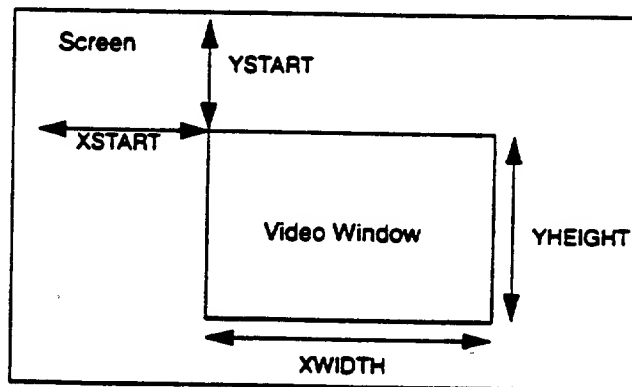 Screen
YSTART
XSTART
Video Window
YHEIGHT
XWIDTH